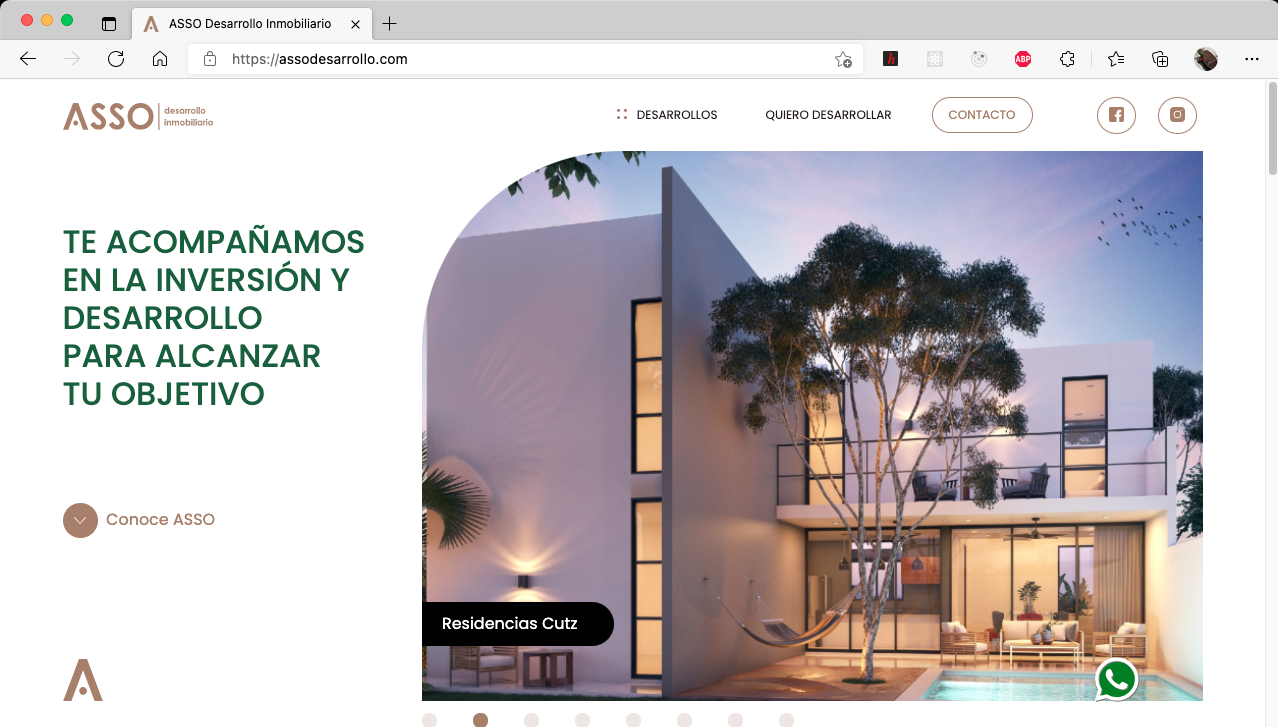 ASSO Desarrollo Inmobiliario
https://assodesarrollo.com
ABP
ASSO desarrollo
inmobiliario
DESARROLLOS
QUIERO DESARROLLAR
CONTACTO
TE ACOMPAÑAMOS
EN LA INVERSIÓN Y
DESARROLLO
PARA ALCANZAR
TU OBJETIVO
Conoce ASSO
Residencias Cutz